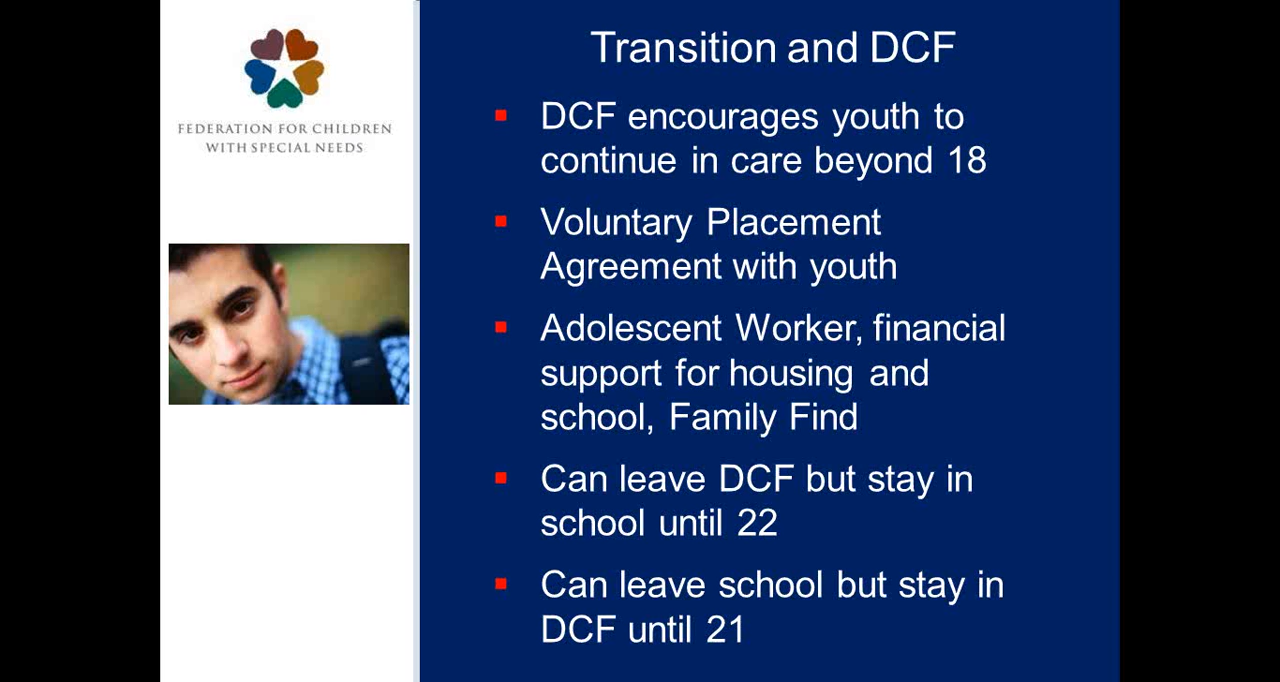 FEDERATION FOR CHILDREN
WITH SPECIAL NEEDS
Transition and DCF
DCF encourages youth to
continue in care beyond 18
Voluntary Placement
Agreement with youth
Adolescent Worker, financial
support for housing and
school, Family Find
Can leave DCF but stay in
school until 22
Can leave school but stay in
DCF until 21